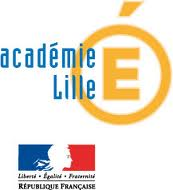 académie
Lille
É
Liberté • Égalité • Fraternité
RÉPUBLIQUE FRANÇAISE